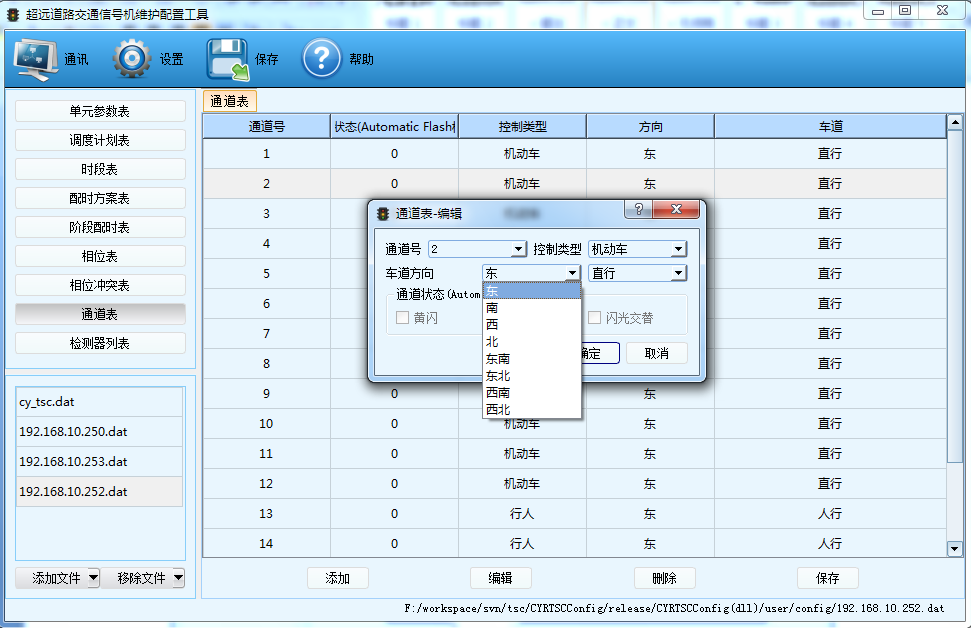 超远道路交通信号机维护配置工具
通讯 设置 保存 ? 帮助
单元参数表
调度计划表
时段表
配时方案表
阶段配时表
相位表
相位冲突表
通道表
检测器列表
cy_tsc.dat
192.168.10.250.dat
192.168.10.253.dat
192.168.10.252.dat
添加文件 移除文件
通道表
通道号 状态(Automatic Flash 控制类型 方向 车道
1 0 机动车 东 直行
2 0 机动车 东 直行
3 直行
4 直行
5 直行
6 直行
7 直行
8 直行
9 0 东 直行
10 0 机动车 东 直行
11 0 机动车 东 直行
12 0 机动车 东 直行
13 0 行人 东 人行
14 0 行人 东 人行
通道表-编辑 ?
通道号 2 控制类型 机动车
车道方向 东 直行
通道状态(Autom
黄闪 闪光交替
确定 取消
东
南
西
北
东南
东北
西南
西北
添加 编辑 删除 保存
F:/workspace/svn/tsc/CYRTSCConfig/release/CYRTSCConfig(dll)/user/config/192.168.10.252.dat